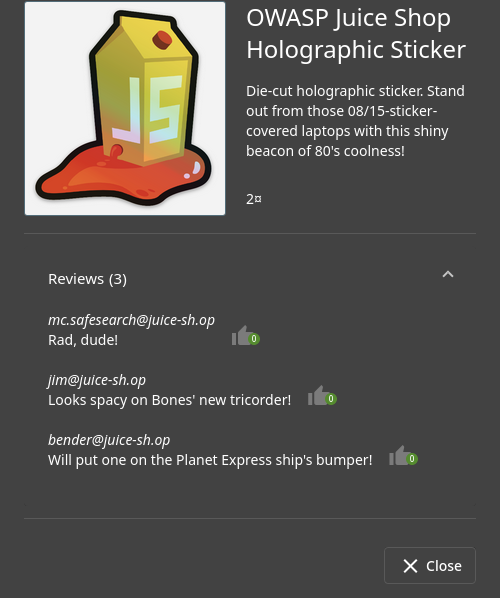 JS
OWASP Juice Shop
Holographic Sticker
Die-cut holographic sticker. Stand
out from those 08/15-sticker-
covered laptops with this shiny
beacon of 80's coolness!
2¤
Reviews (3)
mc.safesearch@juice-sh.op
Rad, dude!
0
jim@juice-sh.op
Looks spacy on Bones' new tricorder!
0
bender@juice-sh.op
Will put one on the Planet Express ship's bumper!
0
Close